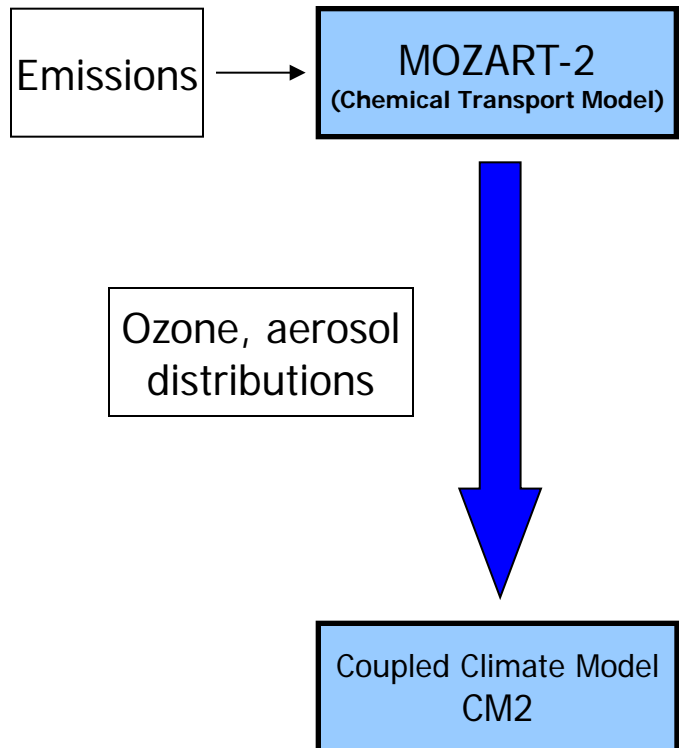 Emissions
MOZART-2
(Chemical Transport Model)
Ozone, aerosol
distributions
Coupled Climate Model
CM2